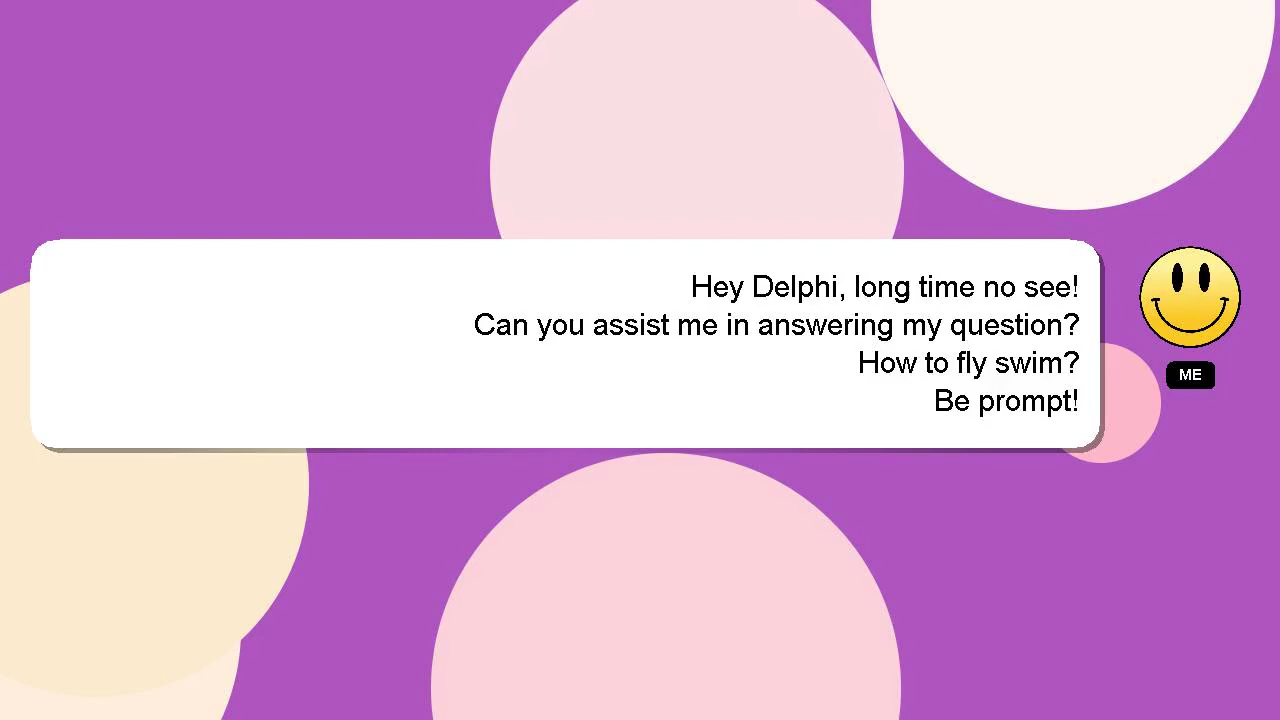 Hey Delphi, long time no see!
Can you assist me in answering my question?
How to fly swim?
Be prompt!
ME